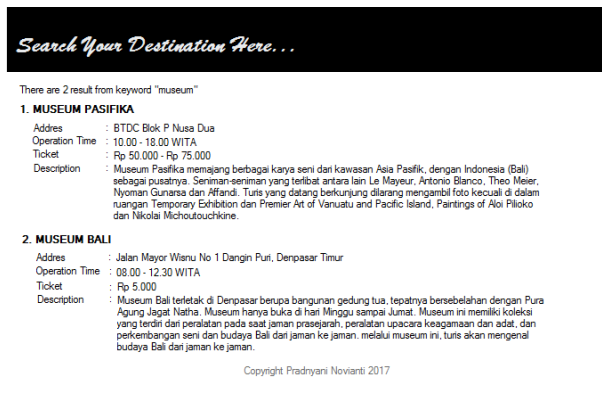 Search Your Destination Here...
There are 2 result from keyword "museum"
1. MUSEUM PASIFIKA
Addres : BTDC Blok P Nusa Dua
Operation Time : 10.00 - 18.00 WITA
Ticket : Rp 50.000 - Rp 75.000
Description : Museum Pasifika memajang berbagai karya seni dari kawasan Asia Pasifik, dengan Indonesia (Bali)
sebagai pusatnya. Seniman-seniman yang terlibat antara lain Le Mayeur, Antonio Blanco, Theo Meier,
Nyoman Gunarsa dan Affandi. Turis yang datang berkunjung dilarang mengambil foto kecuali di dalam
ruangan Temporary Exhibition dan Premier Art of Vanuatu and Pacific Island, Paintings of Aloi Pilioko
dan Nikolai Michoutouchkine.
2. MUSEUM BALI
Addres : Jalan Mayor Wisnu No 1 Dangin Puri, Denpasar Timur
Operation Time : 08.00 - 12.30 WITA
Ticket : Rp 5.000
Description : Museum Bali terletak di Denpasar berupa bangunan gedung tua, tepatnya bersebelahan dengan Pura
Agung Jagat Natha. Museum hanya buka di hari Minggu sampai Jumat. Museum ini memiliki koleksi
yang terdiri dari peralatan pada saat jaman prasejarah, peralatan upacara keagamaan dan adat, dan
perkembangan seni dan budaya Bali dari jaman ke jaman. melalui museum ini, turis akan mengenal
budaya Bali dari jaman ke jaman.
Copyright Pradnyani Novianti 2017